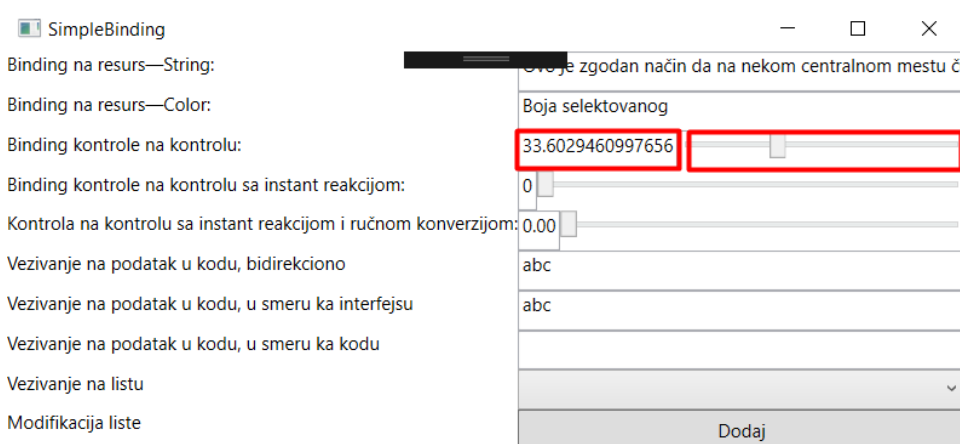 SimpleBinding
Binding na resurs—String: Ovo je zgodan način da na nekom centralnom mestu č
Binding na resurs—Color: Boja selektovanog
Binding kontrole na kontrolu: 33.6029460997656
Binding kontrole na kontrolu sa instant reakcijom: 0
Kontrola na kontrolu sa instant reakcijom i ručnom konverzijom: 0.00
Vezivanje na podatak u kodu, bidirekciono abc
Vezivanje na podatak u kodu, u smeru ka interfejsu abc
Vezivanje na podatak u kodu, u smeru ka kodu
Vezivanje na listu
Modifikacija liste Dodaj